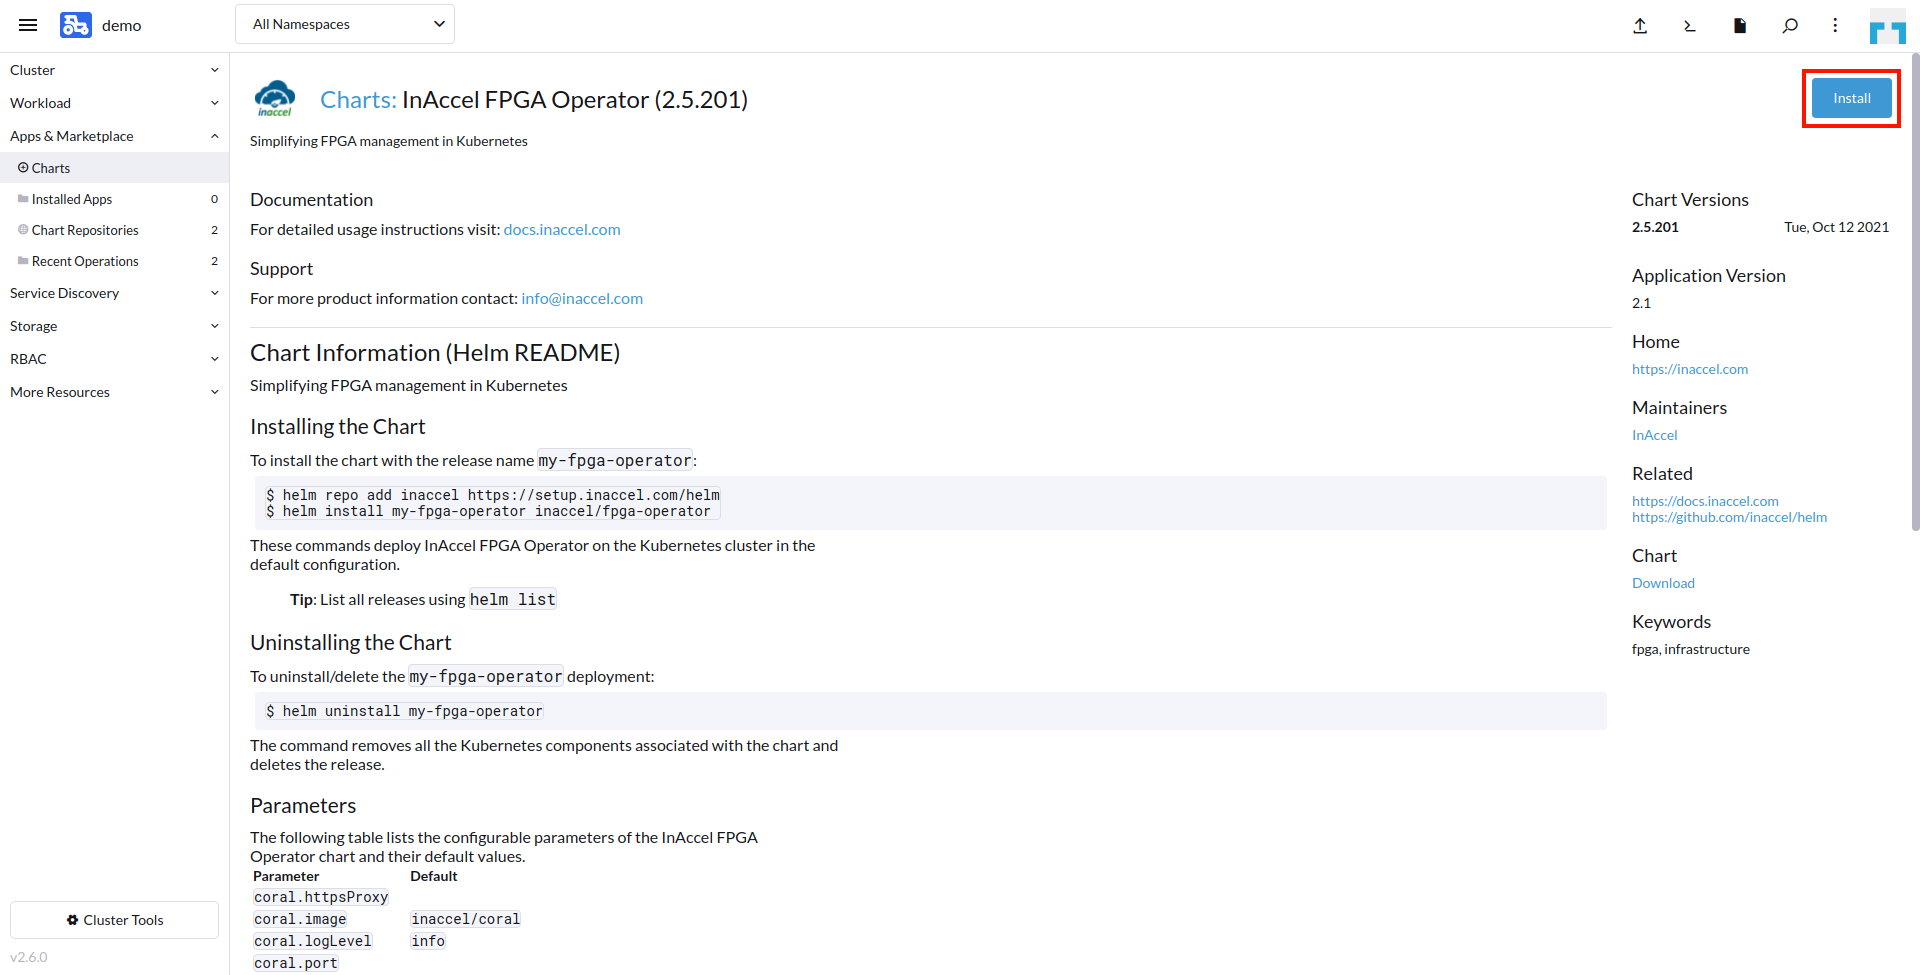 demo
All Namespaces
Cluster
Workload
Apps & Marketplace
Charts
Installed Apps 0
Chart Repositories 2
Recent Operations 2
Service Discovery
Storage
RBAC
More Resources
Cluster Tools
v2.6.0
inaccel
Charts: InAccel FPGA Operator (2.5.201)
Install
Simplifying FPGA management in Kubernetes
Documentation
For detailed usage instructions visit: docs.inaccel.com
Support
For more product information contact: info@inaccel.com
Chart Information (Helm README)
Simplifying FPGA management in Kubernetes
Installing the Chart
To install the chart with the release name my-fpga-operator:
$ helm repo add inaccel https://setup.inaccel.com/helm
$ helm install my-fpga-operator inaccel/fpga-operator
These commands deploy InAccel FPGA Operator on the Kubernetes cluster in the
default configuration.
Tip: List all releases using helm list
Uninstalling the Chart
To uninstall/delete the my-fpga-operator deployment:
$ helm uninstall my-fpga-operator
The command removes all the Kubernetes components associated with the chart and
deletes the release.
Parameters
The following table lists the configurable parameters of the InAccel FPGA
Operator chart and their default values.
Parameter Default
coral.httpsProxy
coral.image inaccel/coral
coral.logLevel info
coral.port
Chart Versions
2.5.201 Tue, Oct 12 2021
Application Version
2.1
Home
https://inaccel.com
Maintainers
InAccel
Related
https://docs.inaccel.com
https://github.com/inaccel/helm
Chart
Download
Keywords
fpga, infrastructure